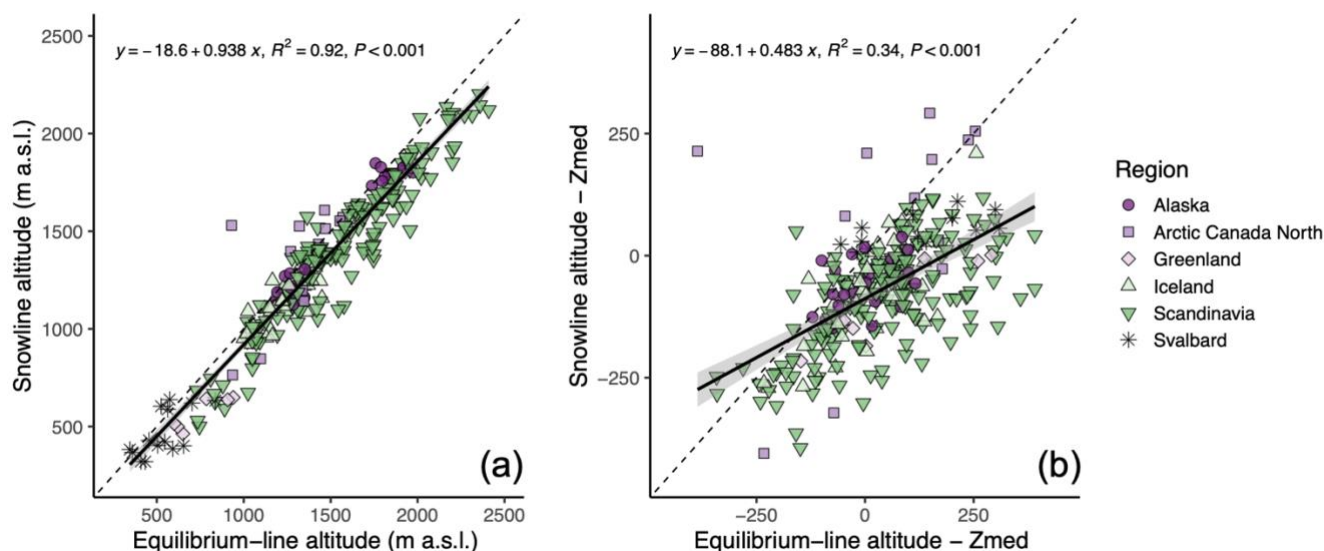 y = − 18.6 + 0.938 x, R² = 0.92, P < 0.001
2500
2000
1500
1000
500
Snowline altitude (m a.s.l.)
500 1000 1500 2000 2500
Equilibrium−line altitude (m a.s.l.)
(a)
y = −88.1 + 0.483 x, R² = 0.34, P < 0.001
250
0
−250
Snowline altitude − Zmed
−250 0 250
Equilibrium−line altitude − Zmed
(b)
Region
Alaska
Arctic Canada North
Greenland
Iceland
Scandinavia
Svalbard